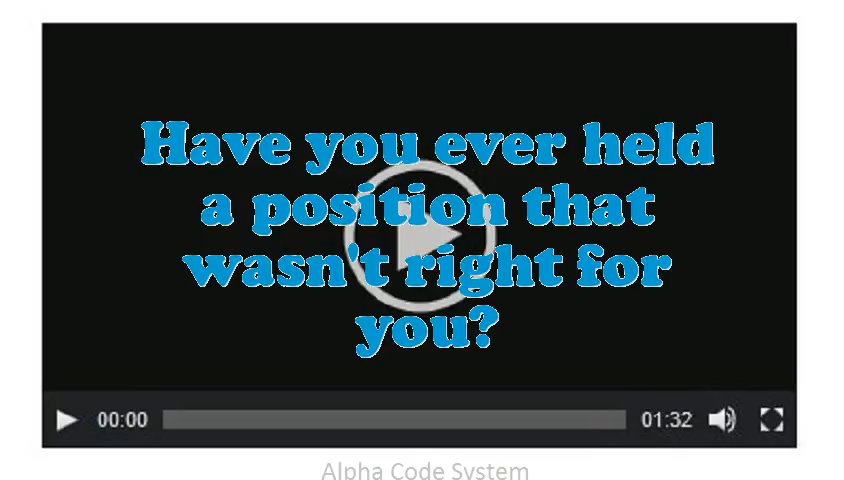 Have you ever held
a position that
wasn't right for
you?
00:00 01:32
Alpha Code System